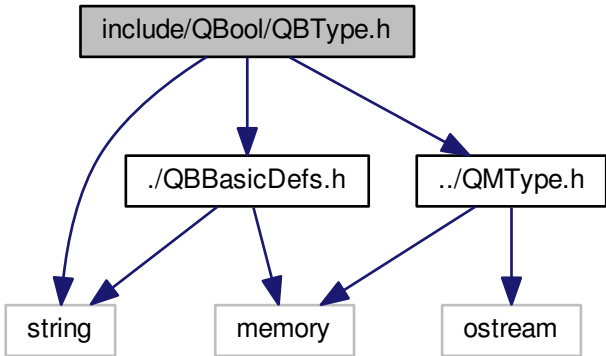 include/QBool/QBType.h
./QBBasicDefs.h
../QMType.h
string
memory
ostream